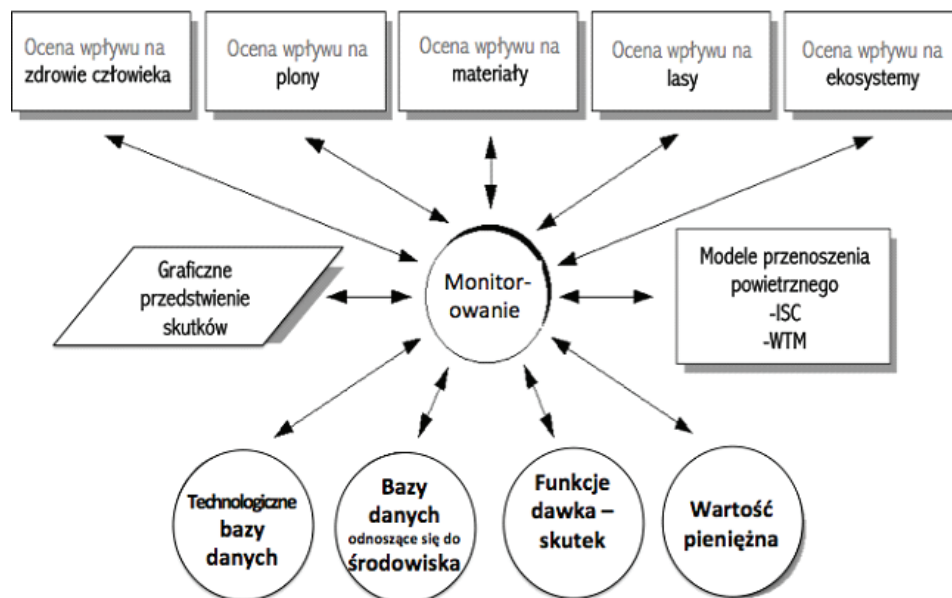 Ocena wpływu na
zdrowie człowieka
Ocena wpływu na
plony
Ocena wpływu na
materiały
Ocena wpływu na
lasy
Ocena wpływu na
ekosystemy
Graficzne
przedstwienie
skutków
Monitor-
owanie
Modele przenoszenia
powietrznego
-ISC
-WTM
Technologiczne
bazy
danych
Bazy
danych
odnoszące się do
środowiska
Funkcje
dawka –
skutek
Wartość
pieniężna